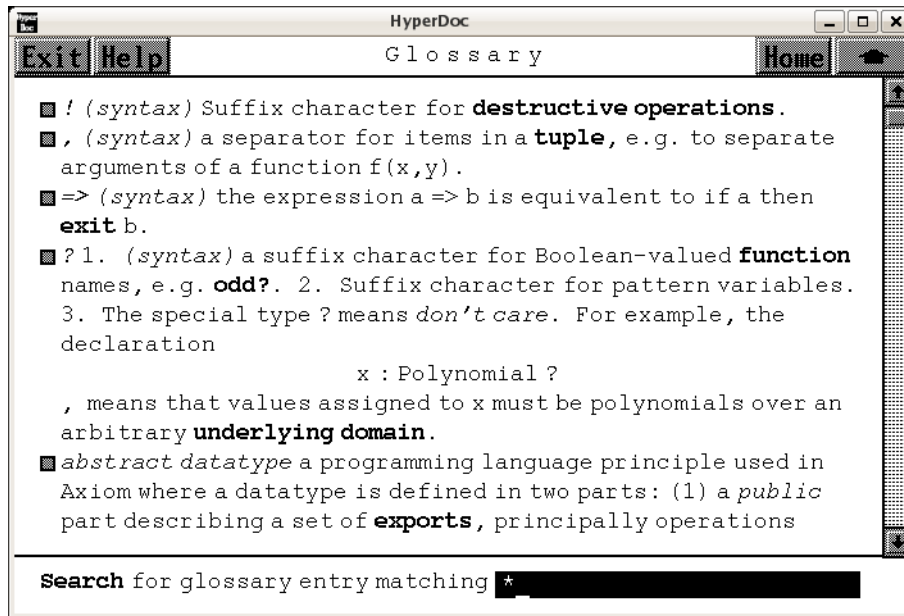 Hyper Doc HyperDoc
Exit Help Glossary Home
! (syntax) Suffix character for destructive operations.
, (syntax) a separator for items in a tuple, e.g. to separate
arguments of a function f(x,y).
=> (syntax) the expression a => b is equivalent to if a then
exit b.
? 1. (syntax) a suffix character for Boolean-valued function
names, e.g. odd?. 2. Suffix character for pattern variables.
3. The special type ? means don't care. For example, the
declaration
x : Polynomial ?
, means that values assigned to x must be polynomials over an
arbitrary underlying domain.
abstract datatype a programming language principle used in
Axiom where a datatype is defined in two parts: (1) a public
part describing a set of exports, principally operations
Search for glossary entry matching *_